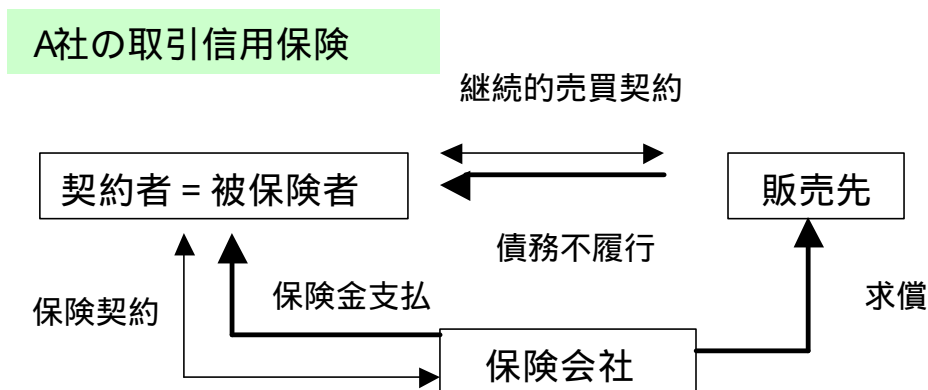 A社の取引信用保険
継続的売買契約
契約者 = 被保険者
販売先
債務不履行
保険契約
保険金支払
求償
保険会社